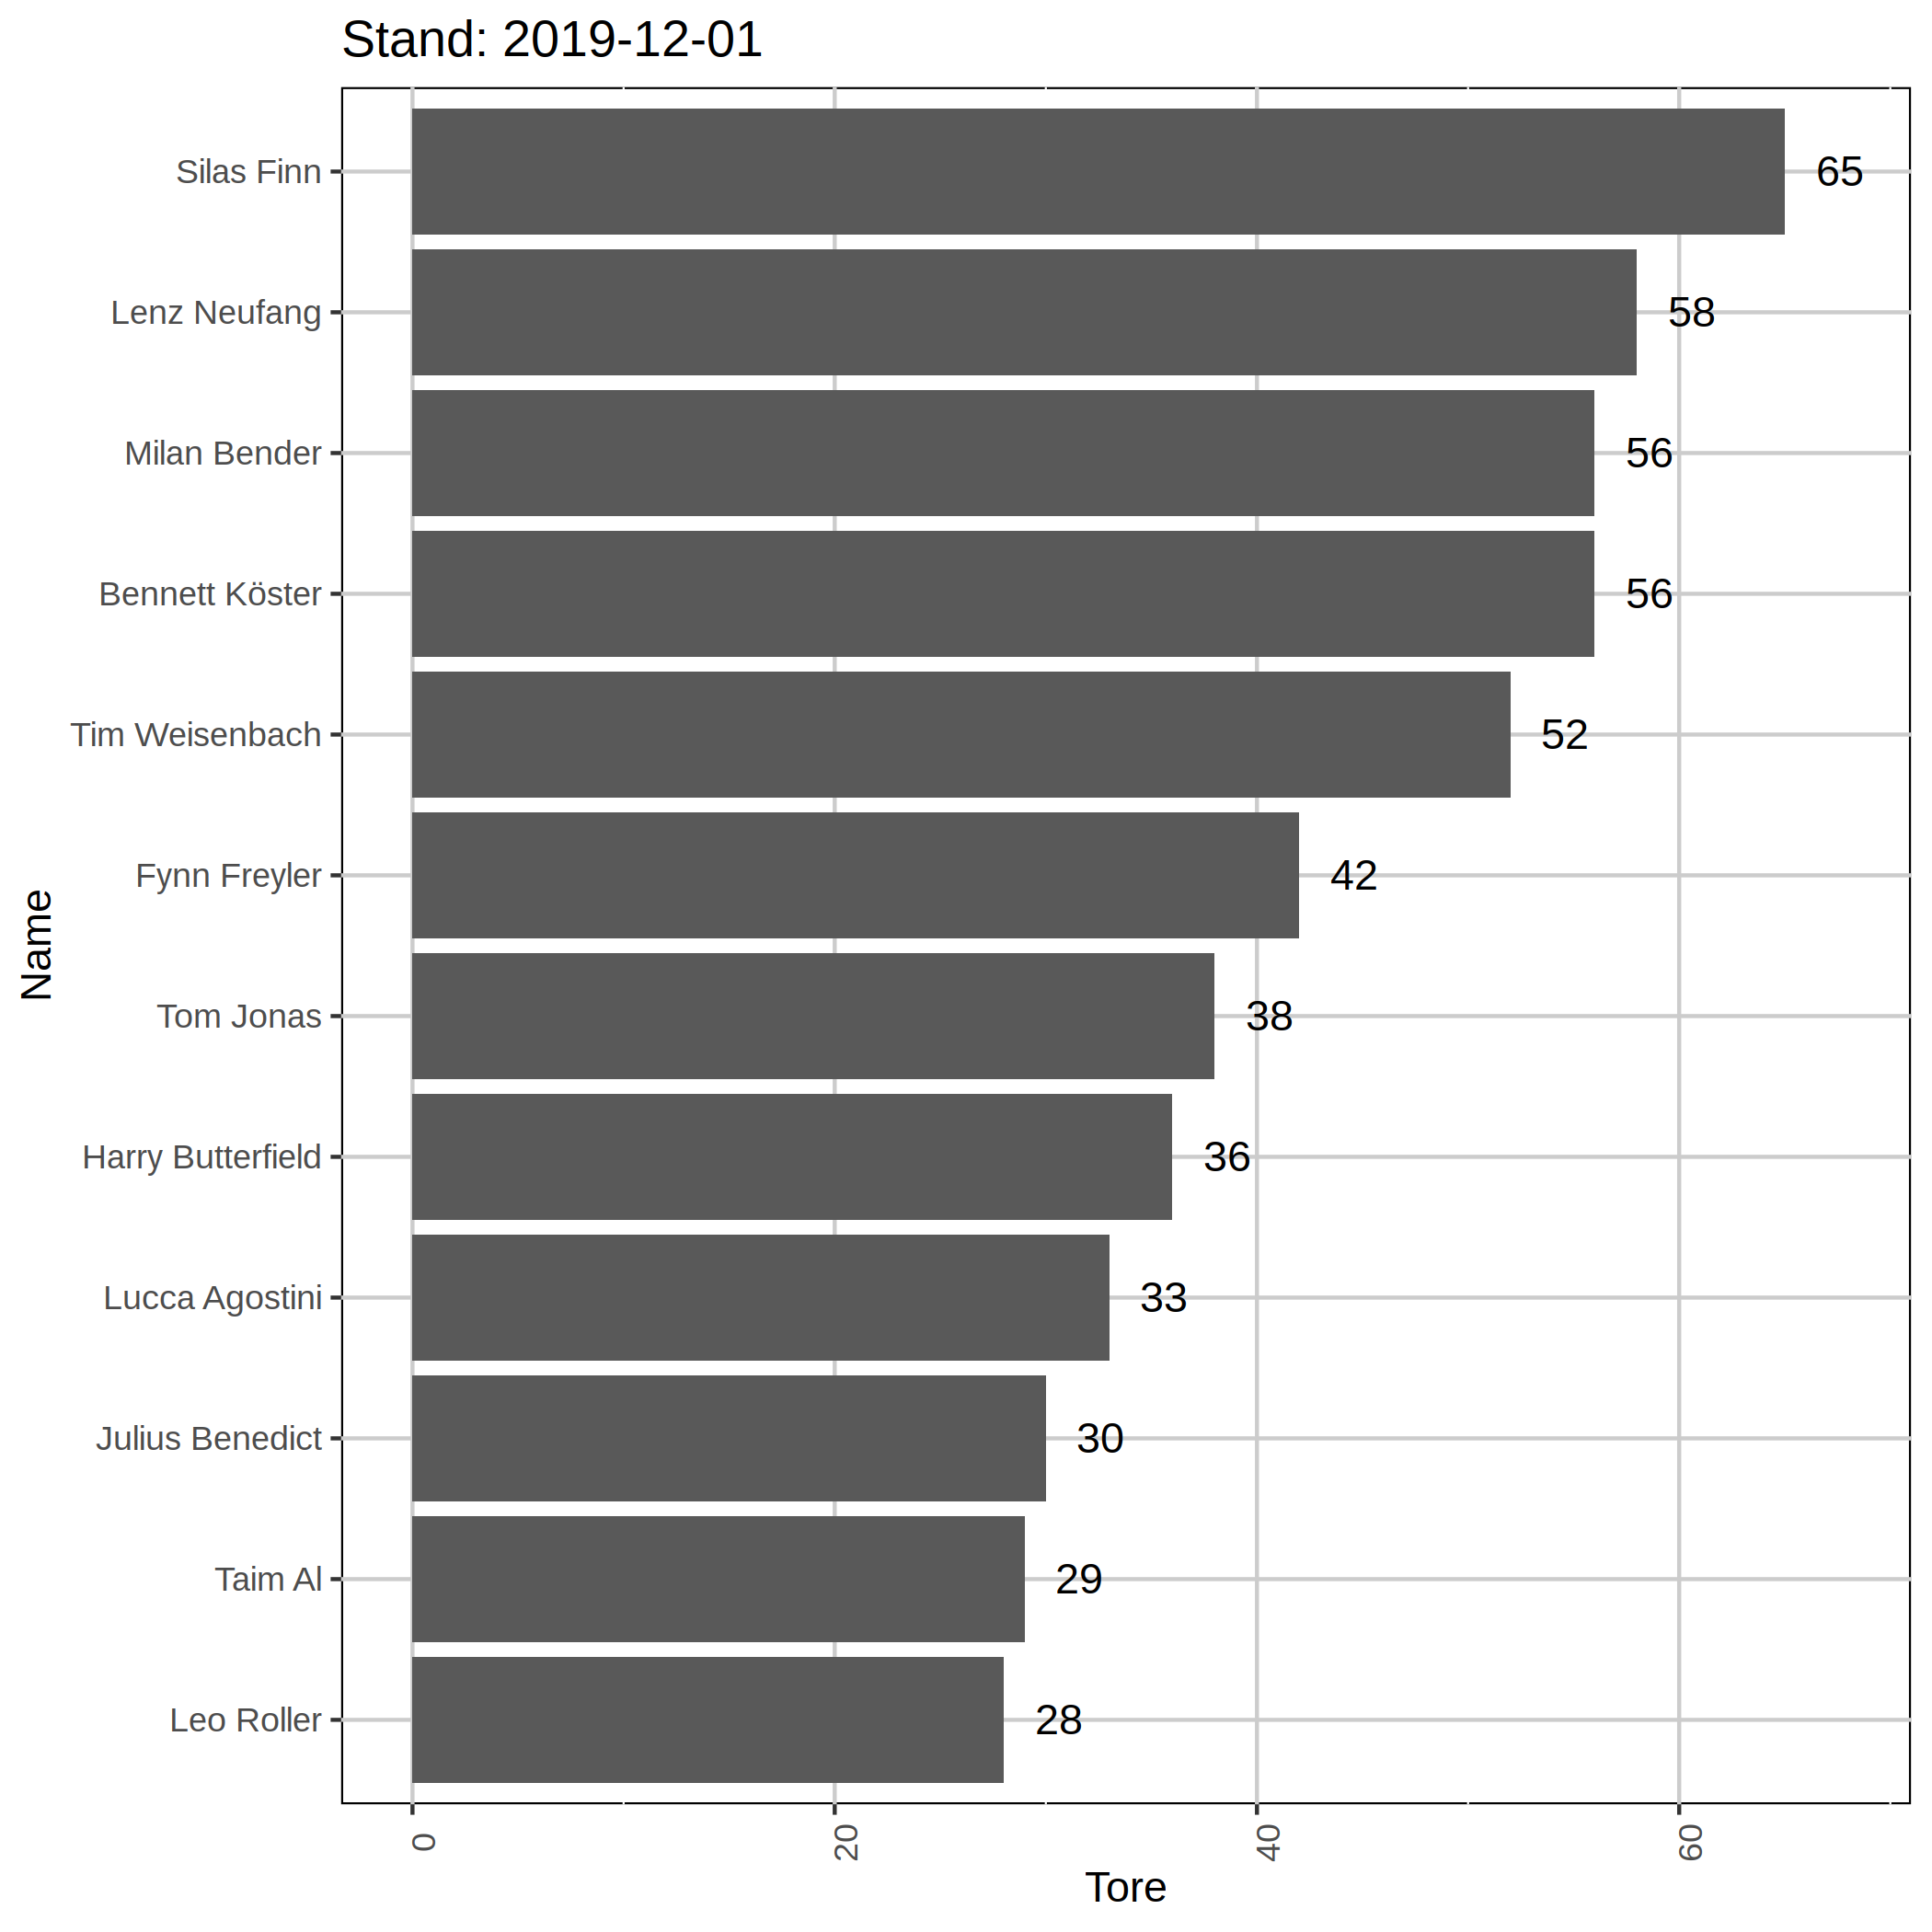 Stand: 2019-12-01
Silas Finn 65
Lenz Neufang 58
Milan Bender 56
Bennett Köster 56
Tim Weisenbach 52
Fynn Freyler 42
Tom Jonas 38
Harry Butterfield 36
Lucca Agostini 33
Julius Benedict 30
Taim Al 29
Leo Roller 28
Name
0 20 40 60
Tore